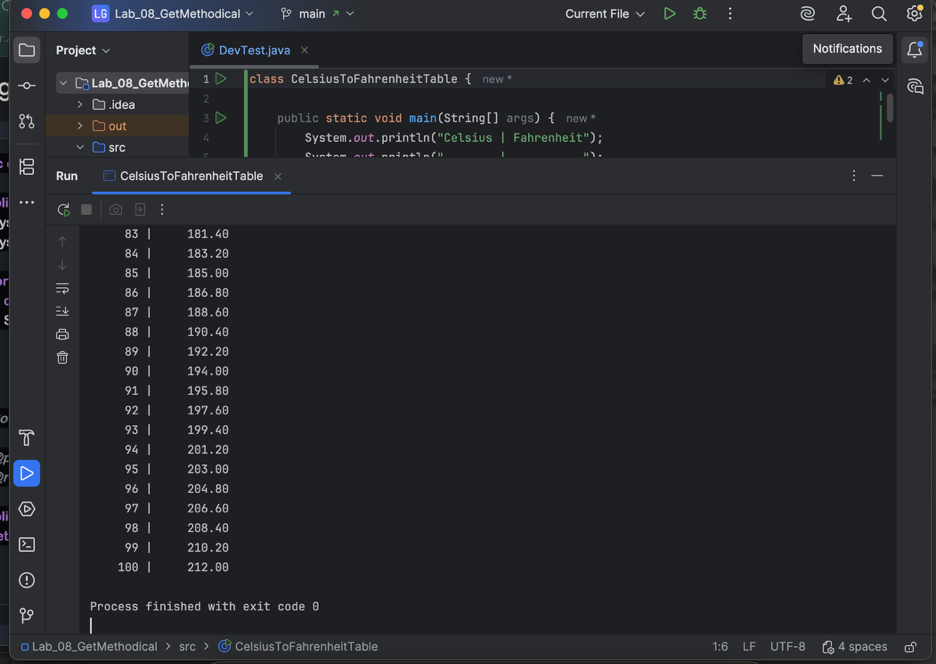 LG Lab_08_GetMethodical main Current File
Project
DevTest.java
Notifications
Lab_08_GetMetho
.idea
out
src
1 class CelsiusToFahrenheitTable { new *
2
3 public static void main(String[] args) { new *
4 System.out.println("Celsius | Fahrenheit");
2
Run CelsiusToFahrenheitTable
83 | 181.40
84 | 183.20
85 | 185.00
86 | 186.80
87 | 188.60
88 | 190.40
89 | 192.20
90 | 194.00
91 | 195.80
92 | 197.60
93 | 199.40
94 | 201.20
95 | 203.00
96 | 204.80
97 | 206.60
98 | 208.40
99 | 210.20
100 | 212.00
Process finished with exit code 0
Lab_08_GetMethodical > src > CelsiusToFahrenheitTable 1:6 LF UTF-8 4 spaces